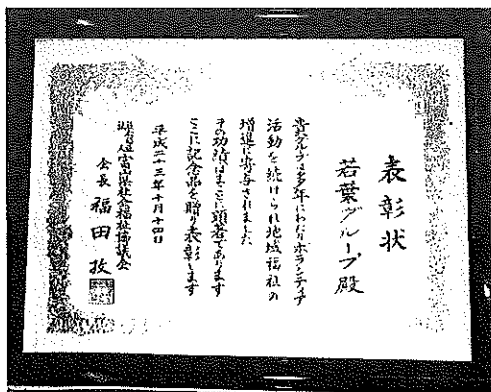 表彰状
若葉グループ殿
貴グループは多年にわたりボランティア
活動を続けられ地域福祉の
増進に寄与されました
その功績はまことに顕著であります
ここに記念品を贈り表彰します
平成二十三年十月十四日
富山県社会福祉協議会
会長 福田 孜